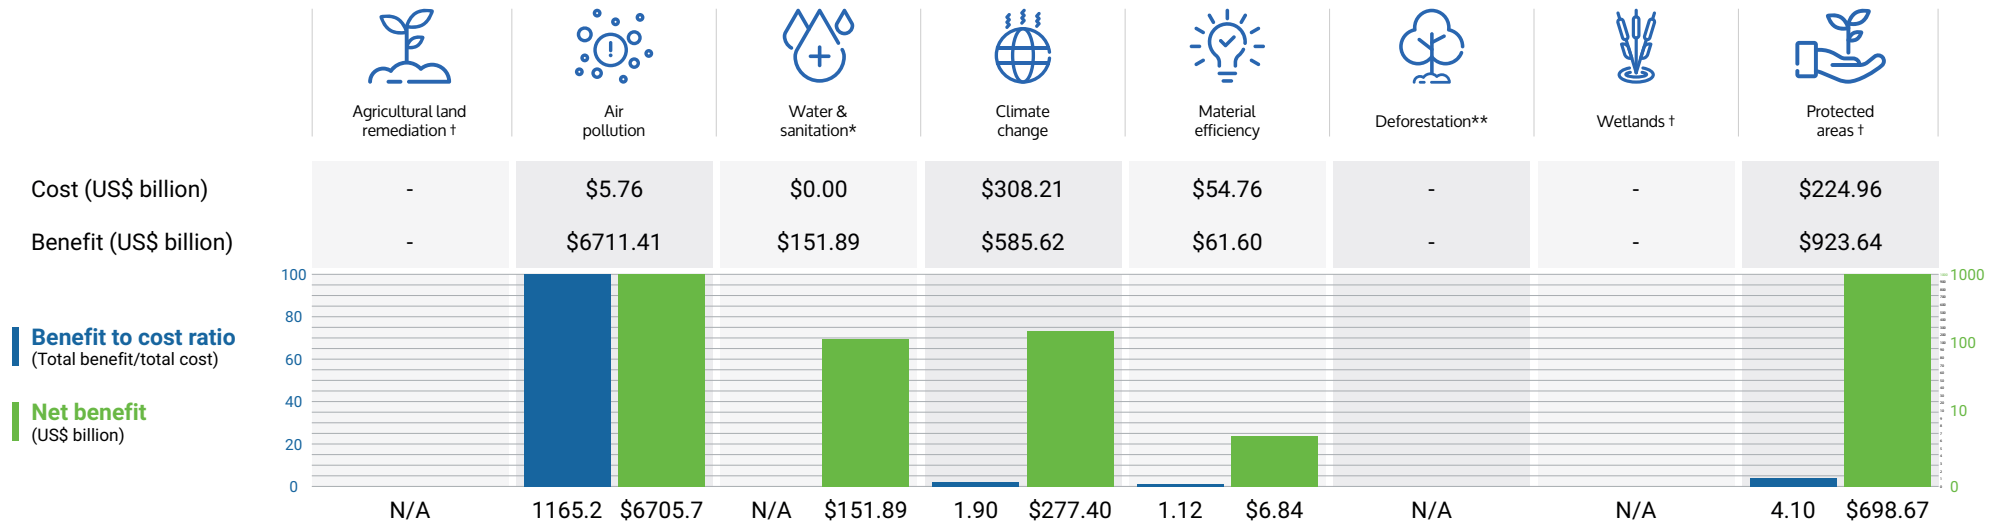 Agricultural land
remediation †
Air
pollution
Water &
sanitation*
Climate
change
Material
efficiency
Deforestation**
Wetlands †
Protected
areas †
Cost (US$ billion)
- $5.76 $0.00 $308.21 $54.76 - - $224.96
Benefit (US$ billion)
- $6711.41 $151.89 $585.62 $61.60 - - $923.64
Benefit to cost ratio
(Total benefit/total cost)
Net benefit
(US$ billion)
100
80
60
40
20
0
1000
100
10
0
N/A 1165.2 $6705.7 N/A $151.89 1.90 $277.40 1.12 $6.84 N/A N/A 4.10 $698.67